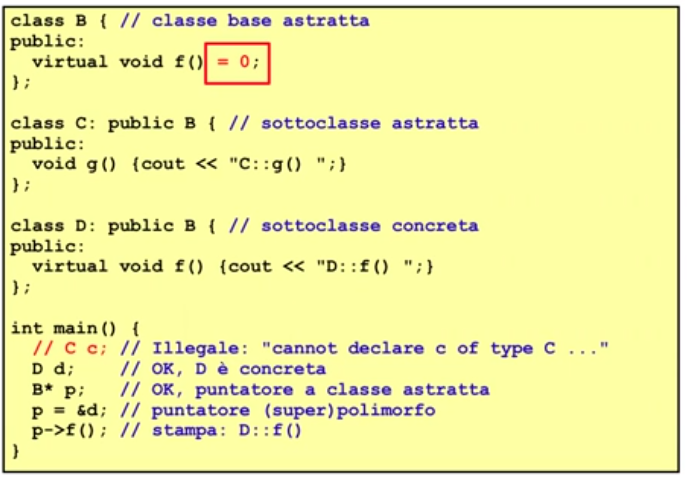 class B { // classe base astratta
public:
  virtual void f() = 0;
};
class C: public B { // sottoclasse astratta
public:
  void g() {cout << "C::g() ";}
};
class D: public B { // sottoclasse concreta
public:
  virtual void f() {cout << "D::f() ";}
};
int main() {
  // C c; // Illegale: "cannot declare c of type C ..."
  D d;    // OK, D è concreta
  B* p;   // OK, puntatore a classe astratta
  p = &d; // puntatore (super)polimorfo
  p->f(); // stampa: D::f()
}